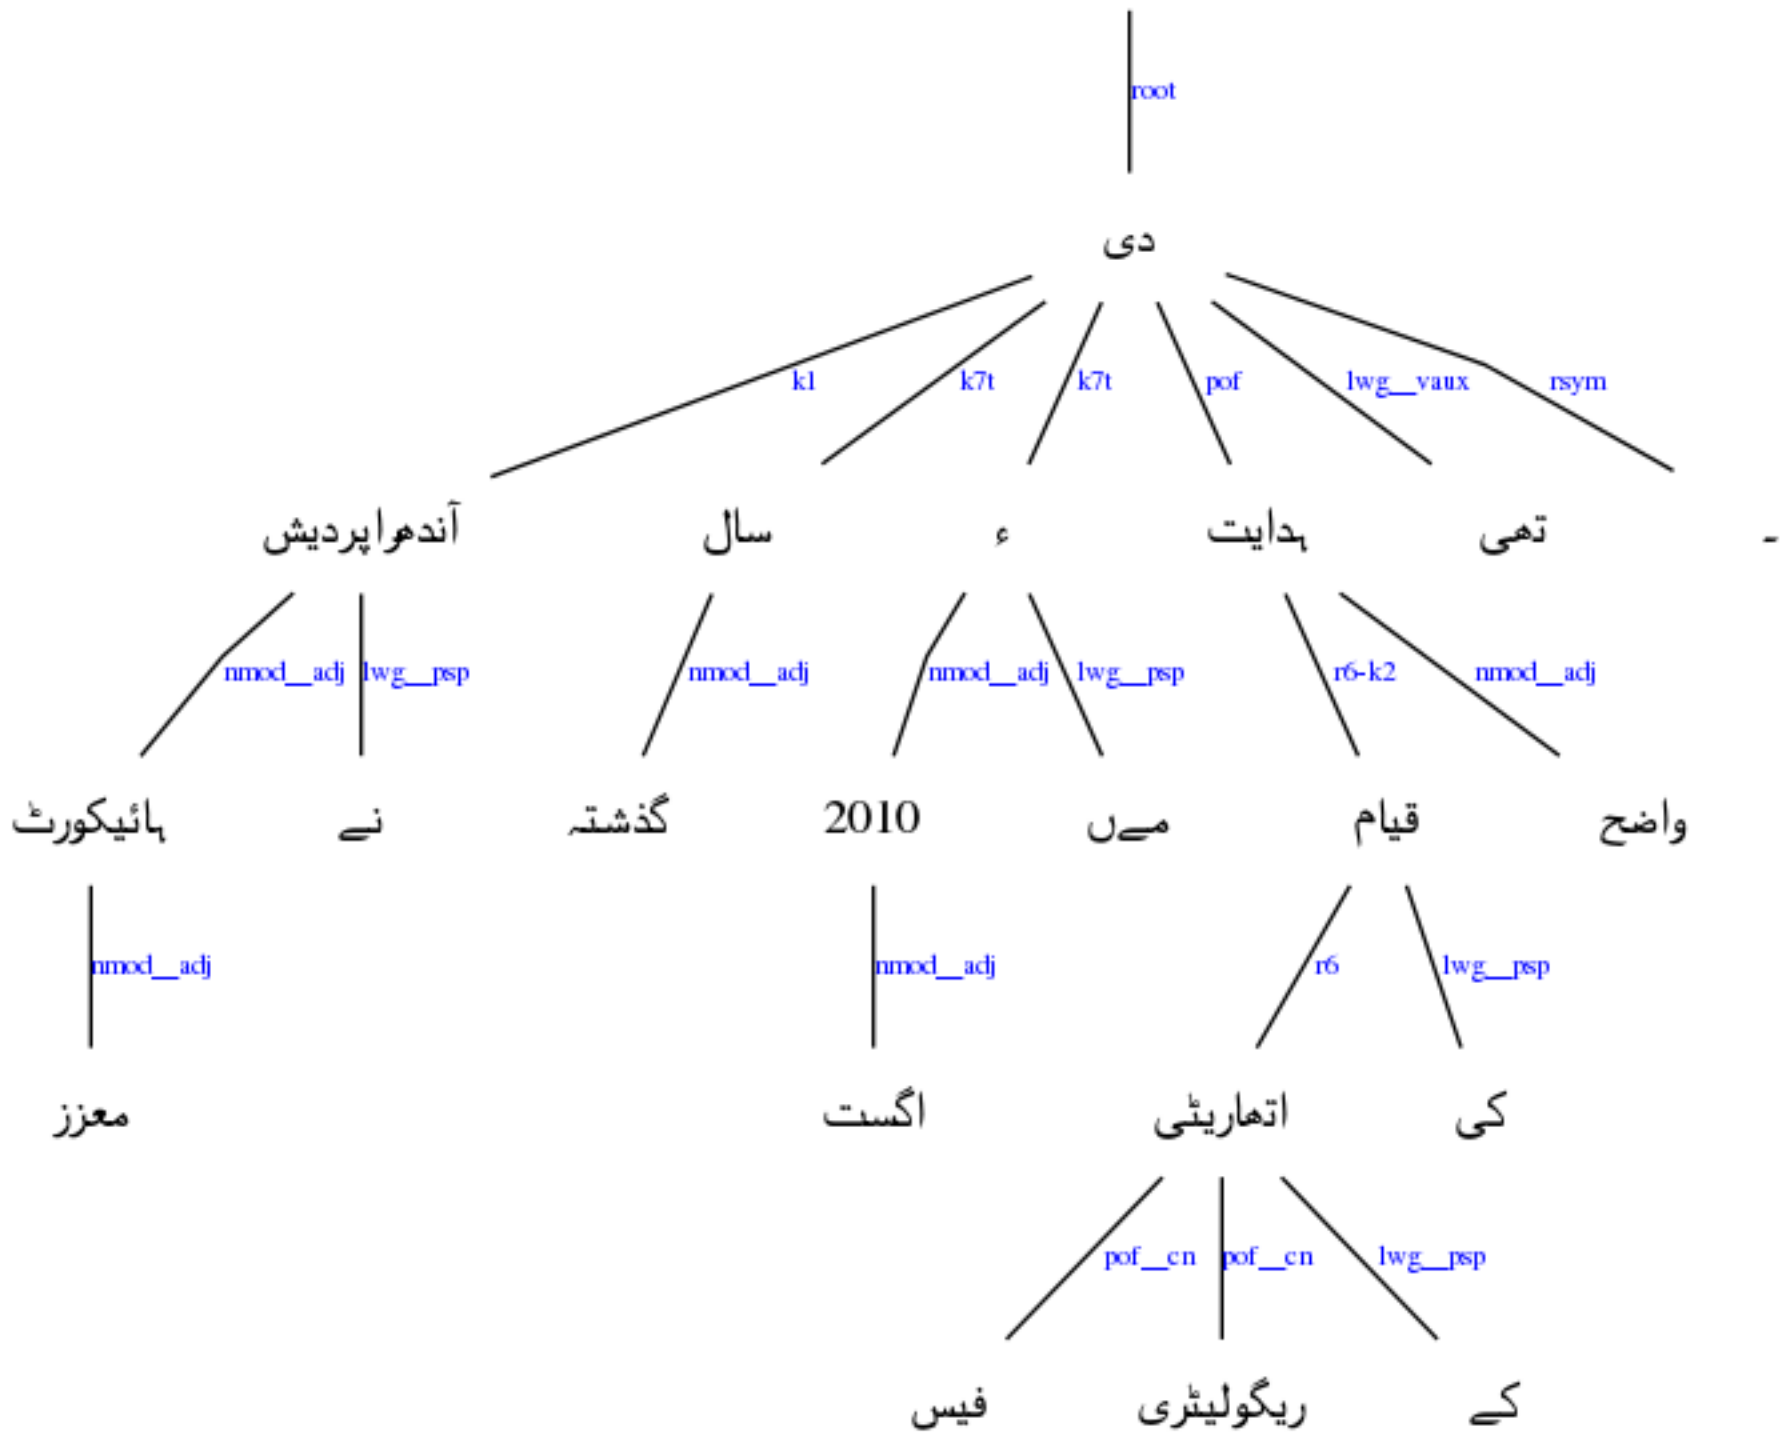 root
دی
k1 k7t k7t pof lwg__vaux rsym
آندھراپردیش سال ء ہدایت تھی ۔
nmod__adj lwg__psp nmod__adj nmod__adj lwg__psp r6-k2 nmod__adj
ہائیکورٹ نے گذشتہ 2010 مےں قیام واضح
nmod__adj nmod__adj r6 lwg__psp
معزز اگست اتھاریٹی کی
pof__cn pof__cn lwg__psp
فیس ریگولیٹری کے